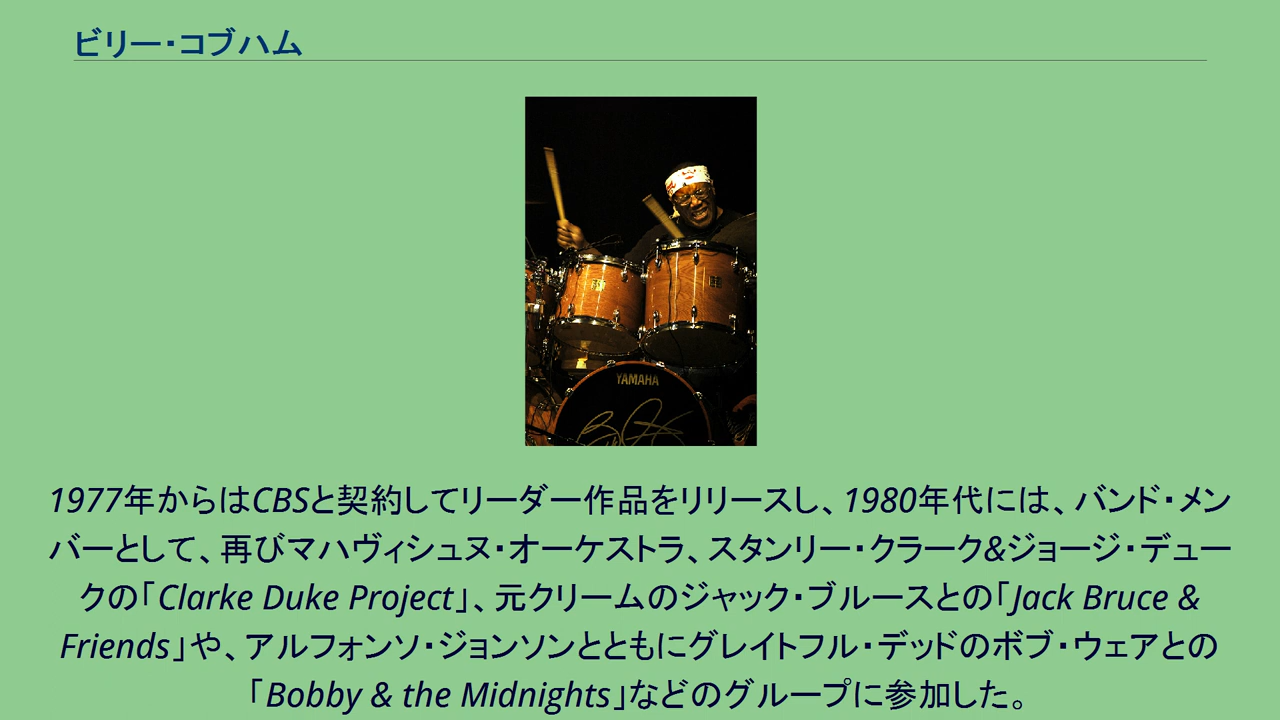 ビリー・コブハム
YAMAHA
1977年からはCBSと契約してリーダー作品をリリースし、1980年代には、バンド・メン
バーとして、再びマハヴィシュヌ・オーケストラ、スタンリー・クラーク&ジョージ・デュー
クの「Clarke Duke Project」、元クリームのジャック・ブルースとの「Jack Bruce &
Friends」や、アルフォンソ・ジョンソンとともにグレイトフル・デッドのボブ・ウェアとの
「Bobby & the Midnights」などのグループに参加した。